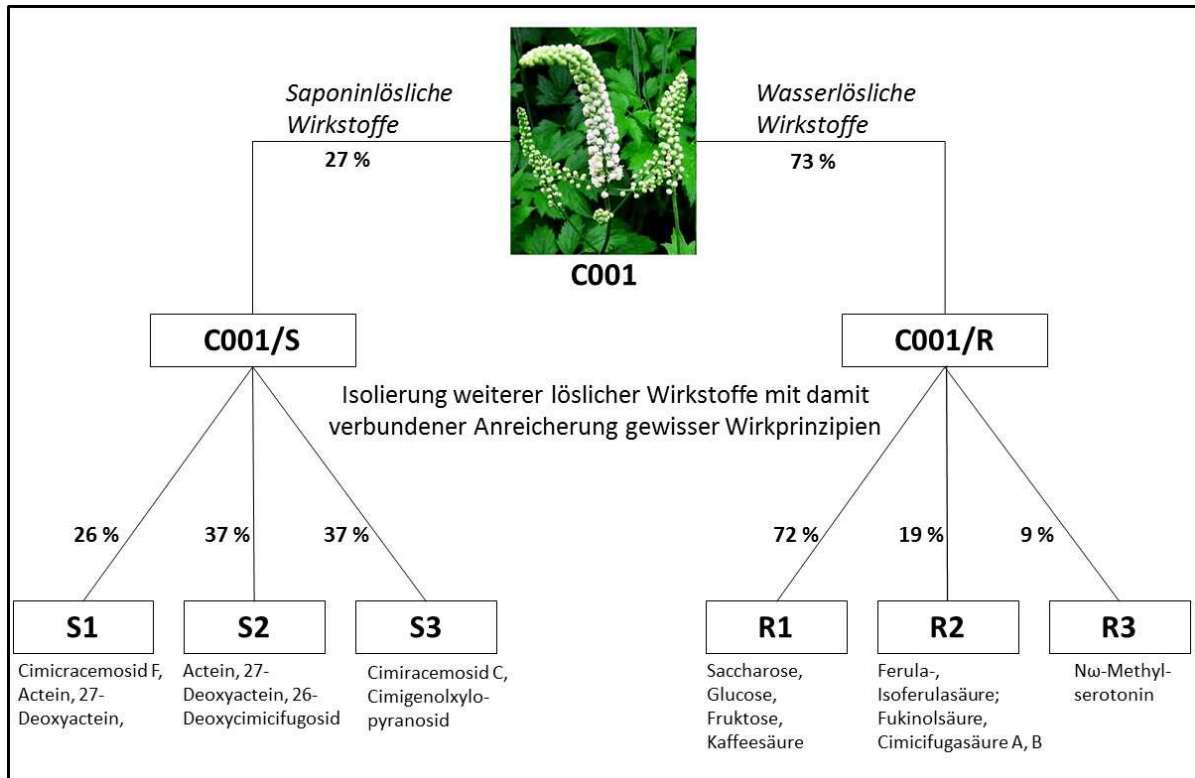 Saponinlösliche
Wirkstoffe
27 %
Wasserlösliche
Wirkstoffe
73 %
C001
C001/S
C001/R
Isolierung weiterer löslicher Wirkstoffe mit damit
verbundener Anreicherung gewisser Wirkprinzipien
26 %
37 %
37 %
72 %
19 %
9 %
S1
S2
S3
R1
R2
R3
Cimicracemosid F,
Actein, 27-
Deoxyactein,
Actein, 27-
Deoxyactein, 26-
Deoxycimicifugosid
Cimiracemosid C,
Cimigenolxylo-
pyranosid
Saccharose,
Glucose,
Fruktose,
Kaffeesäure
Ferula-,
Isoferulasäure;
Fukinolsäure,
Cimicifugasäure A, B
Nω-Methyl-
serotonin